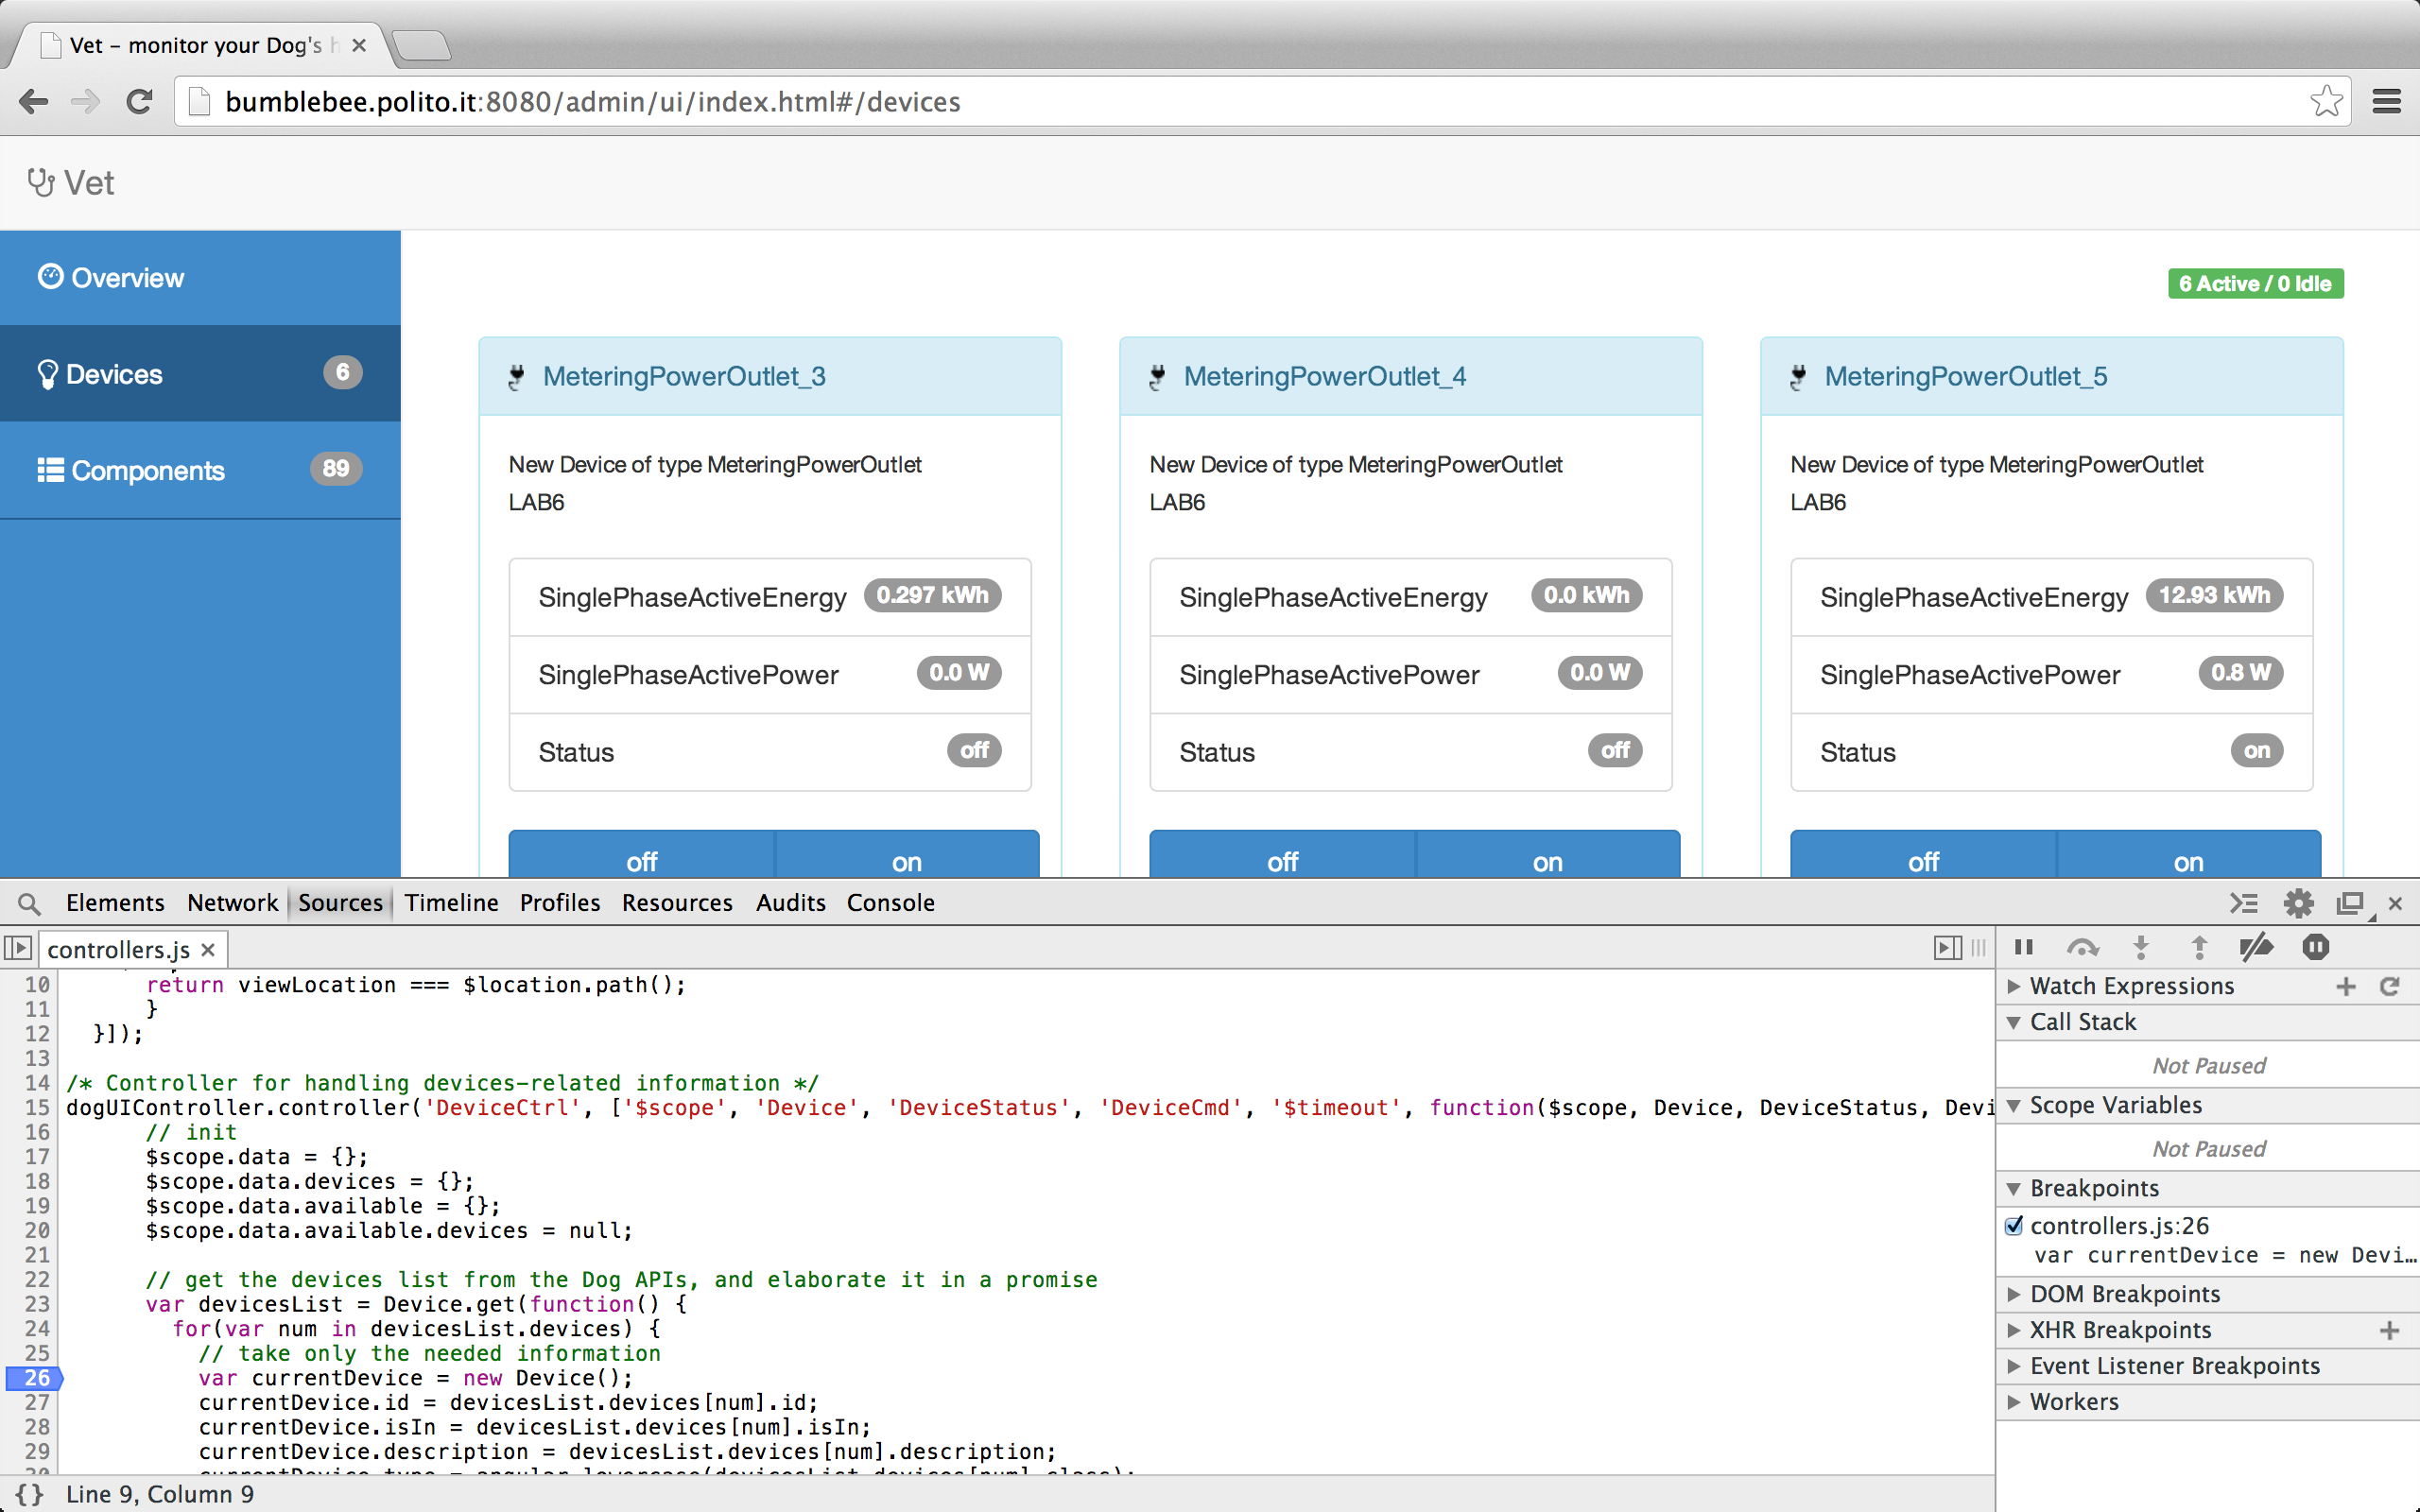 Vet – monitor your Dog's h
bumblebee.polito.it:8080/admin/ui/index.html#/devices
Vet
Overview
Devices 6
Components 89
6 Active / 0 Idle
MeteringPowerOutlet_3
New Device of type MeteringPowerOutlet
LAB6
SinglePhaseActiveEnergy 0.297 kWh
SinglePhaseActivePower 0.0 W
Status off
off on
MeteringPowerOutlet_4
New Device of type MeteringPowerOutlet
LAB6
SinglePhaseActiveEnergy 0.0 kWh
SinglePhaseActivePower 0.0 W
Status off
off on
MeteringPowerOutlet_5
New Device of type MeteringPowerOutlet
LAB6
SinglePhaseActiveEnergy 12.93 kWh
SinglePhaseActivePower 0.8 W
Status on
off on
Elements Network Sources Timeline Profiles Resources Audits Console
controllers.js
10 return viewLocation === $location.path();
11 }
12 }]);
13
14 /* Controller for handling devices-related information */
15 dogUIController.controller('DeviceCtrl', ['$scope', 'Device', 'DeviceStatus', 'DeviceCmd', '$timeout', function($scope, Device, DeviceStatus, Devi
16 // init
17 $scope.data = {};
18 $scope.data.devices = {};
19 $scope.data.available = {};
20 $scope.data.available.devices = null;
21
22 // get the devices list from the Dog APIs, and elaborate it in a promise
23 var devicesList = Device.get(function() {
24 for(var num in devicesList.devices) {
25 // take only the needed information
26 var currentDevice = new Device();
27 currentDevice.id = devicesList.devices[num].id;
28 currentDevice.isIn = devicesList.devices[num].isIn;
29 currentDevice.description = devicesList.devices[num].description;
30 currentDevice.type = angular.lowercase(devicesList.devices[num].class);
{} Line 9, Column 9
Watch Expressions
Call Stack
Not Paused
Scope Variables
Not Paused
Breakpoints
controllers.js:26
var currentDevice = new Devi…
DOM Breakpoints
XHR Breakpoints
Event Listener Breakpoints
Workers